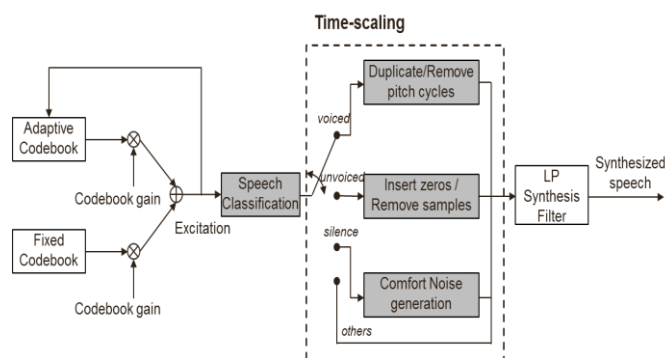 Time-scaling
Duplicate/Remove
pitch cycles
voiced
Adaptive
Codebook
Codebook gain
Speech
Classification
unvoiced
Insert zeros /
Remove samples
LP
Synthesis
Filter
Synthesized
speech
Excitation
Fixed
Codebook
Codebook gain
silence
Comfort Noise
generation
others